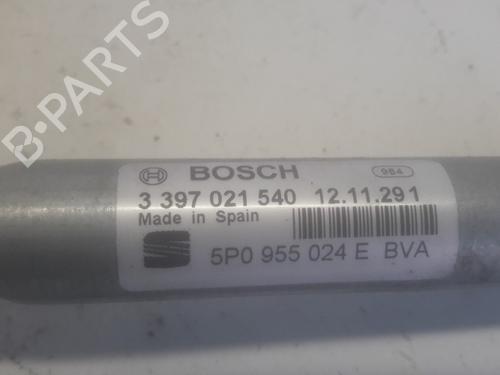 B-PARTS
BOSCH 984
3 397 021 540 12.11.291
Made in Spain
5P0 955 024 E BVA